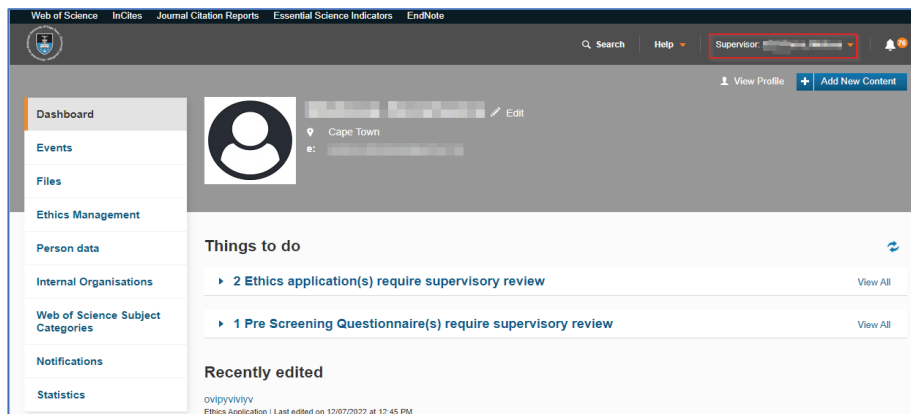 Web of Science InCites Journal Citation Reports Essential Science Indicators EndNote
Search Help Supervisor: 76
View Profile + Add New Content
Dashboard
Events
Files
Ethics Management
Person data
Internal Organisations
Web of Science Subject
Categories
Notifications
Statistics
Edit
Cape Town
e:
Things to do
2 Ethics application(s) require supervisory review View All
1 Pre Screening Questionnaire(s) require supervisory review View All
Recently edited
ovipyviviyv
Ethics Application | Last edited on 12/07/2022 at 12:45 PM